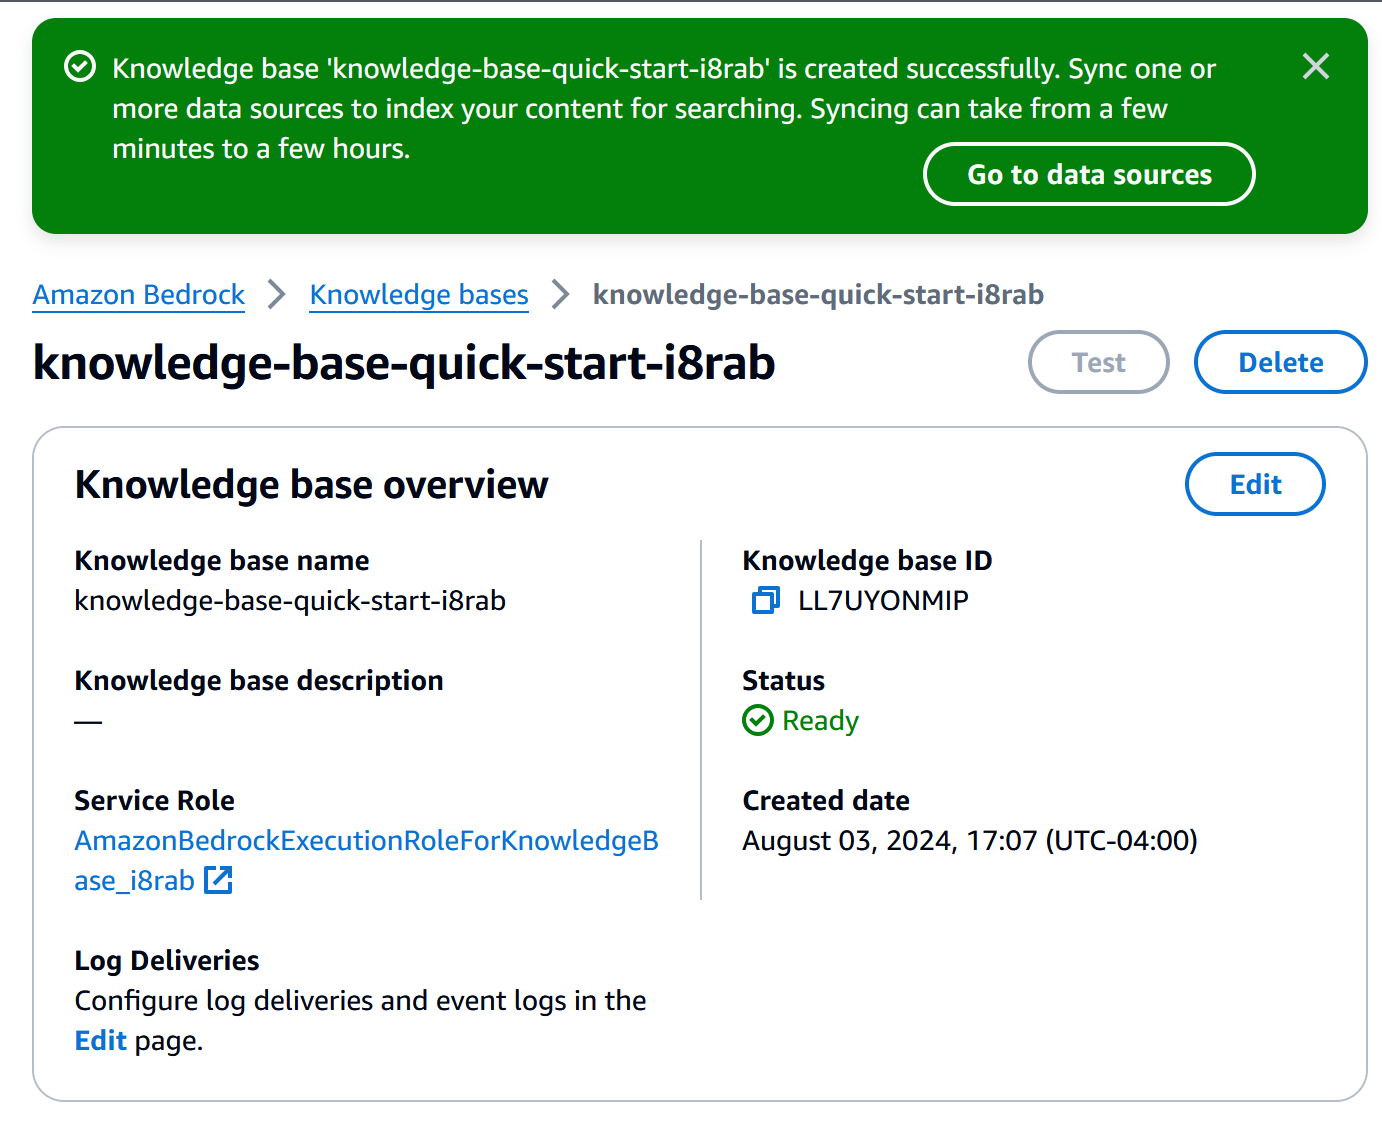 Knowledge base 'knowledge-base-quick-start-i8rab' is created successfully. Sync one or
more data sources to index your content for searching. Syncing can take from a few
minutes to a few hours.
Go to data sources
Amazon Bedrock > Knowledge bases > knowledge-base-quick-start-i8rab
knowledge-base-quick-start-i8rab
Test
Delete
Knowledge base overview
Edit
Knowledge base name
knowledge-base-quick-start-i8rab
Knowledge base description
—
Service Role
AmazonBedrockExecutionRoleForKnowledgeB
ase_i8rab
Log Deliveries
Configure log deliveries and event logs in the
Edit page.
Knowledge base ID
LL7UYONMIP
Status
Ready
Created date
August 03, 2024, 17:07 (UTC-04:00)